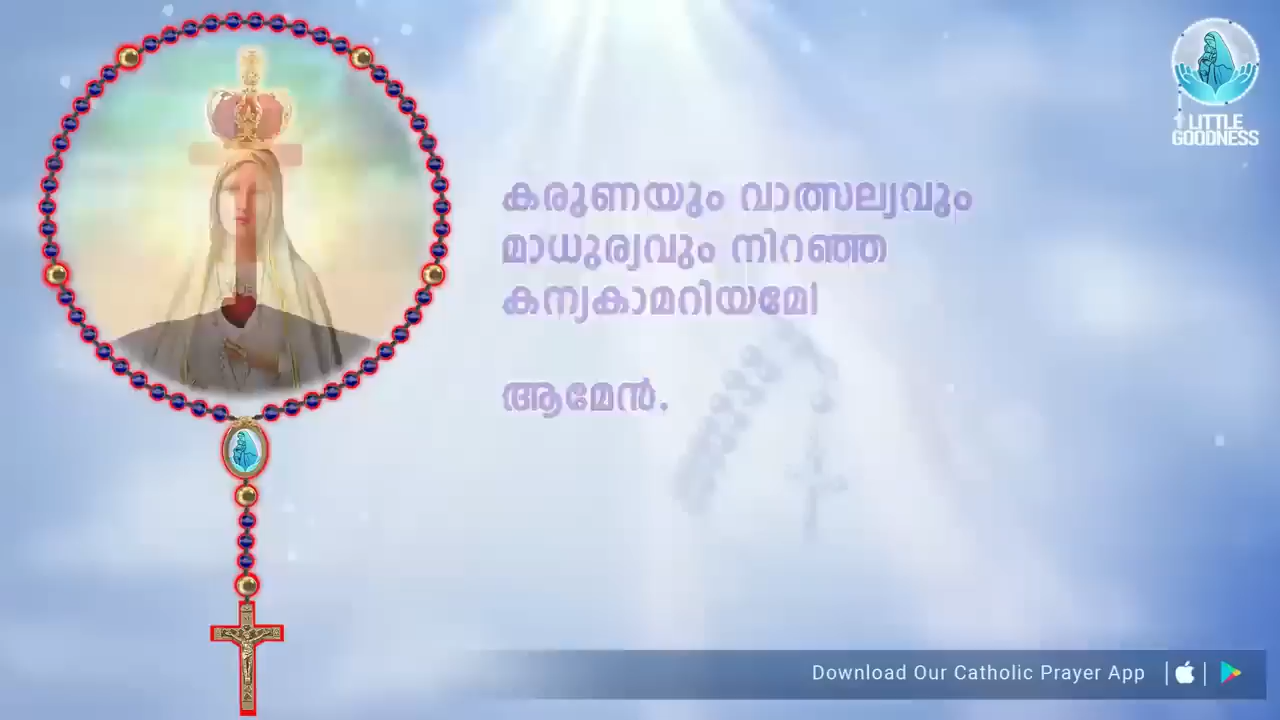 കരുണയും വാത്സല്യവും
മാധുര്യവും നിറഞ്ഞ
കന്യകാമറിയമേ!
ആമേൻ.
LITTLE
GOODNESS
Download Our Catholic Prayer App